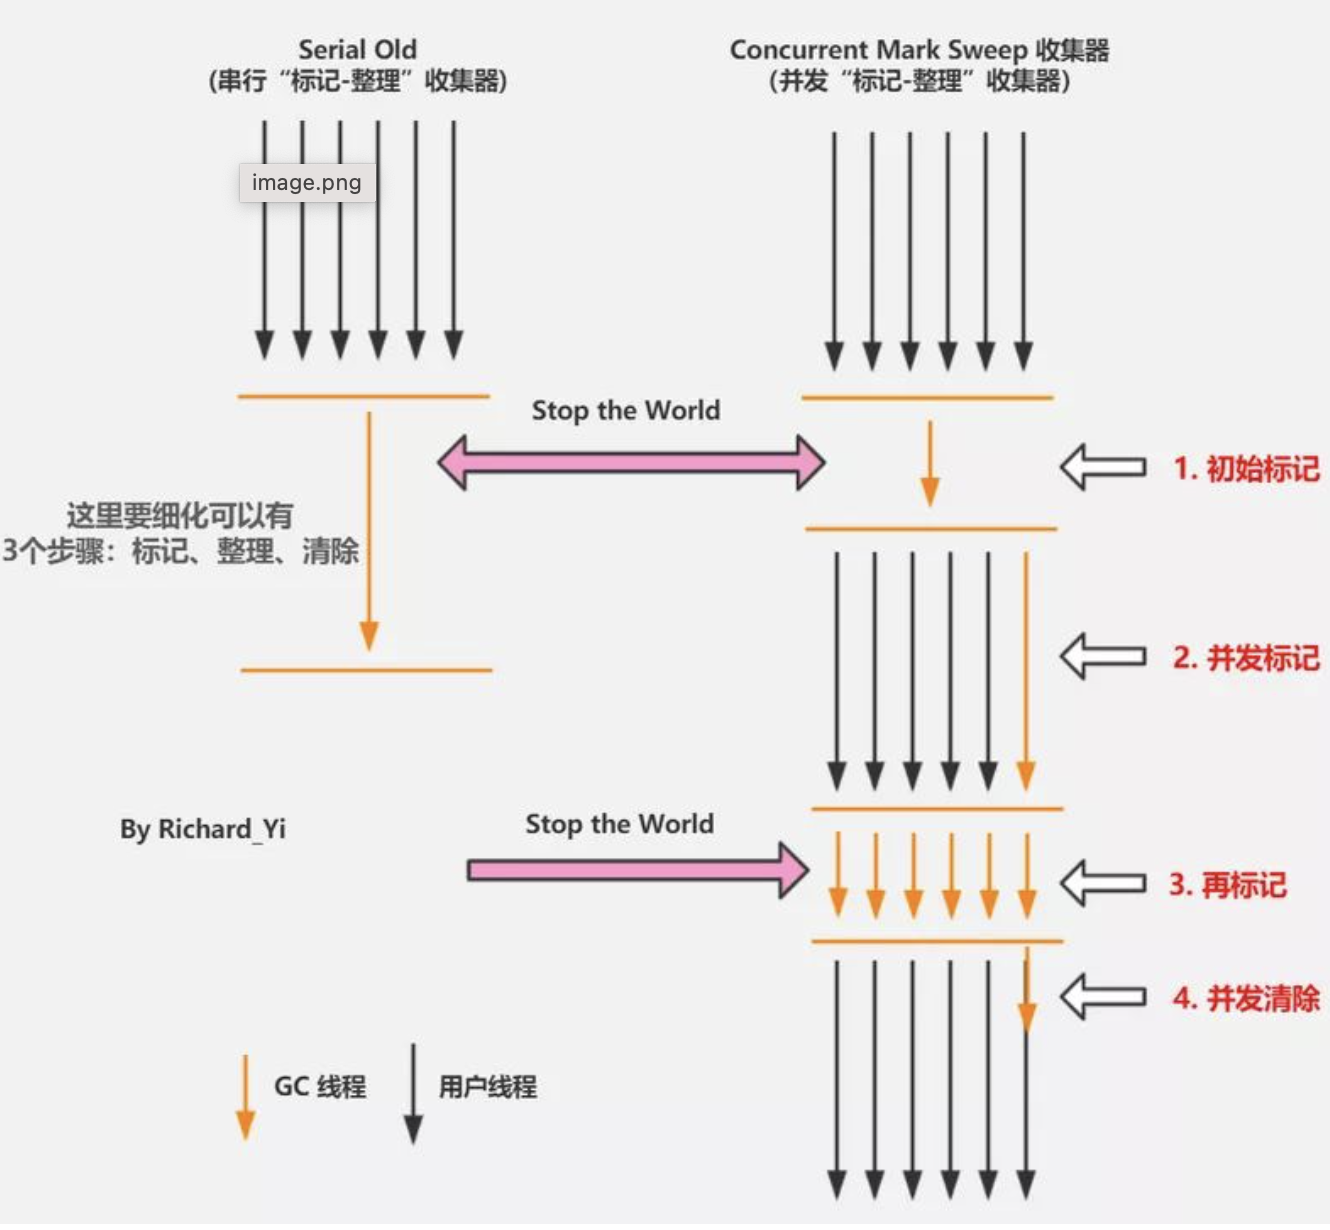 Serial Old
(串行“标记-整理”收集器)
Concurrent Mark Sweep 收集器
(并发“标记-整理”收集器)
image.png
Stop the World
1. 初始标记
这里要细化可以有
3个步骤：标记、整理、清除
2. 并发标记
By Richard_Yi
Stop the World
3. 再标记
4. 并发清除
GC 线程
用户线程